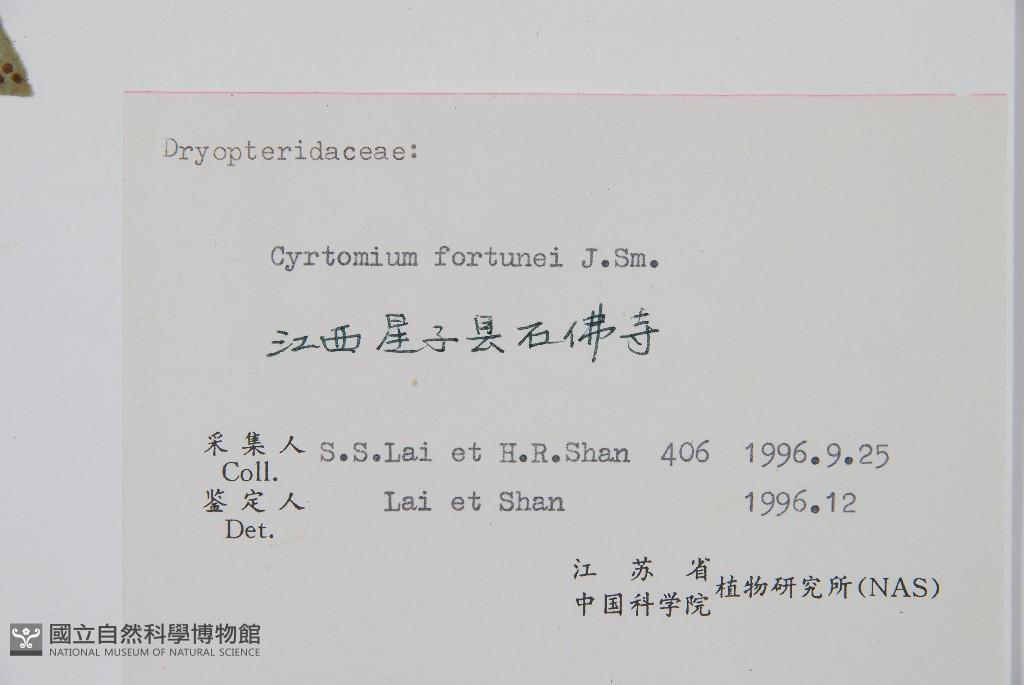 Dryopteridaceae:
Cyrtomium fortunei J.Sm.
江西星子县石佛寺
采集人 S.S.Lai et H.R.Shan 406 1996.9.25
Coll.
鉴定人 Lai et Shan 1996.12
Det.
江苏省
中国科学院 植物研究所(NAS)
國立自然科學博物館
NATIONAL MUSEUM OF NATURAL SCIENCE